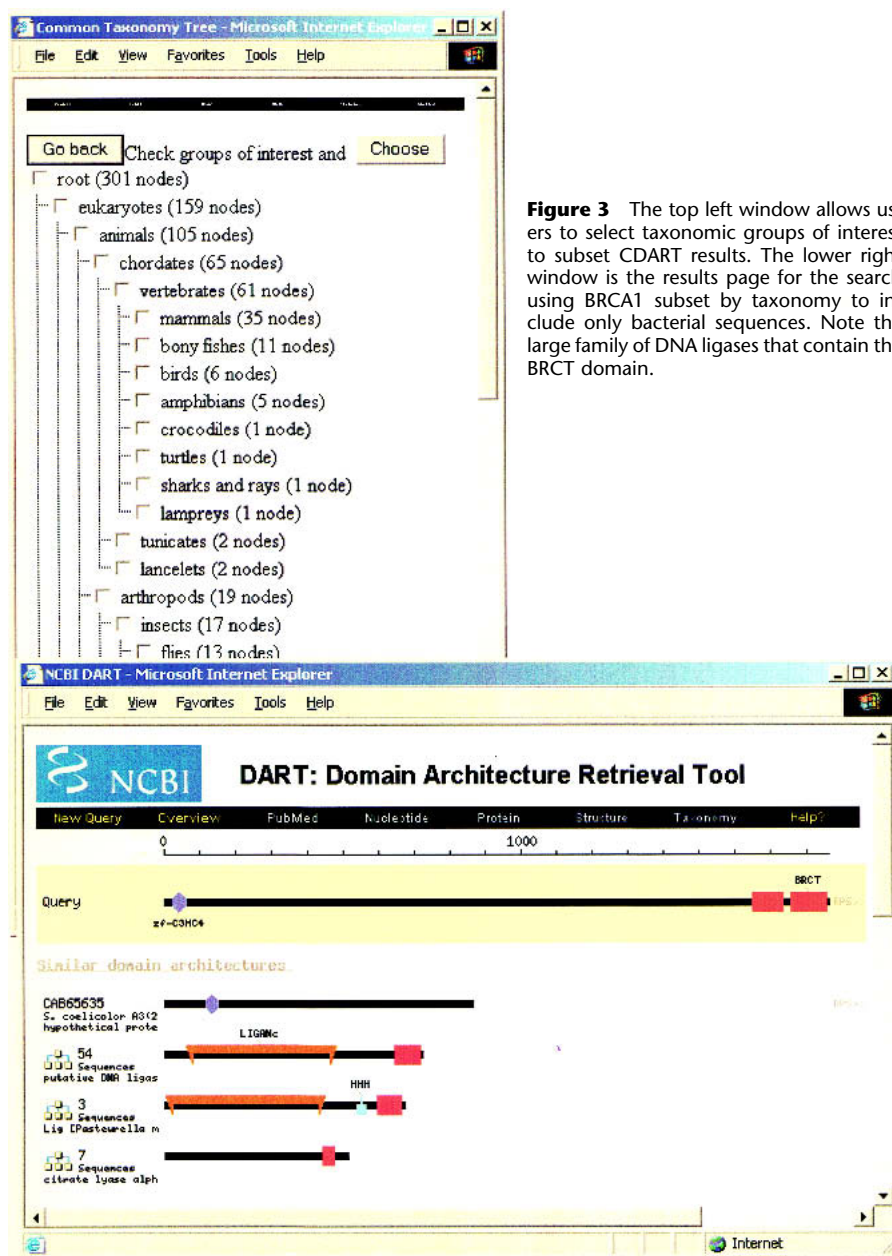 Common Taxonomy Tree - Microsoft Internet Explorer
File Edit View Favorites Tools Help
Go back Check groups of interest and Choose
root (301 nodes)
eukaryotes (159 nodes)
animals (105 nodes)
chordates (65 nodes)
vertebrates (61 nodes)
mammals (35 nodes)
bony fishes (11 nodes)
birds (6 nodes)
amphibians (5 nodes)
crocodiles (1 node)
turtles (1 node)
sharks and rays (1 node)
lampreys (1 node)
tunicates (2 nodes)
lancelets (2 nodes)
arthropods (19 nodes)
insects (17 nodes)
flies (13 nodes)
Figure 3 The top left window allows us
ers to select taxonomic groups of interes
to subset CDART results. The lower righ
window is the results page for the searc
using BRCA1 subset by taxonomy to in
clude only bacterial sequences. Note th
large family of DNA ligases that contain th
BRCT domain.
NCBI DART - Microsoft Internet Explorer
File Edit View Favorites Tools Help
NCBI DART: Domain Architecture Retrieval Tool
New Query Overview PubMed Nucleotide Protein Structure Taxonomy Help?
0 1000
BRCT
Query
zf-C3HC4
Similar domain architectures
CAB65635
S. coelicolor A3(2
hypothetical prote
LIGANc
54
Sequences
putative DNA ligas
HHH
3
Sequences
Lig [Pasteurella m
7
Sequences
citrate lyase alph
Internet